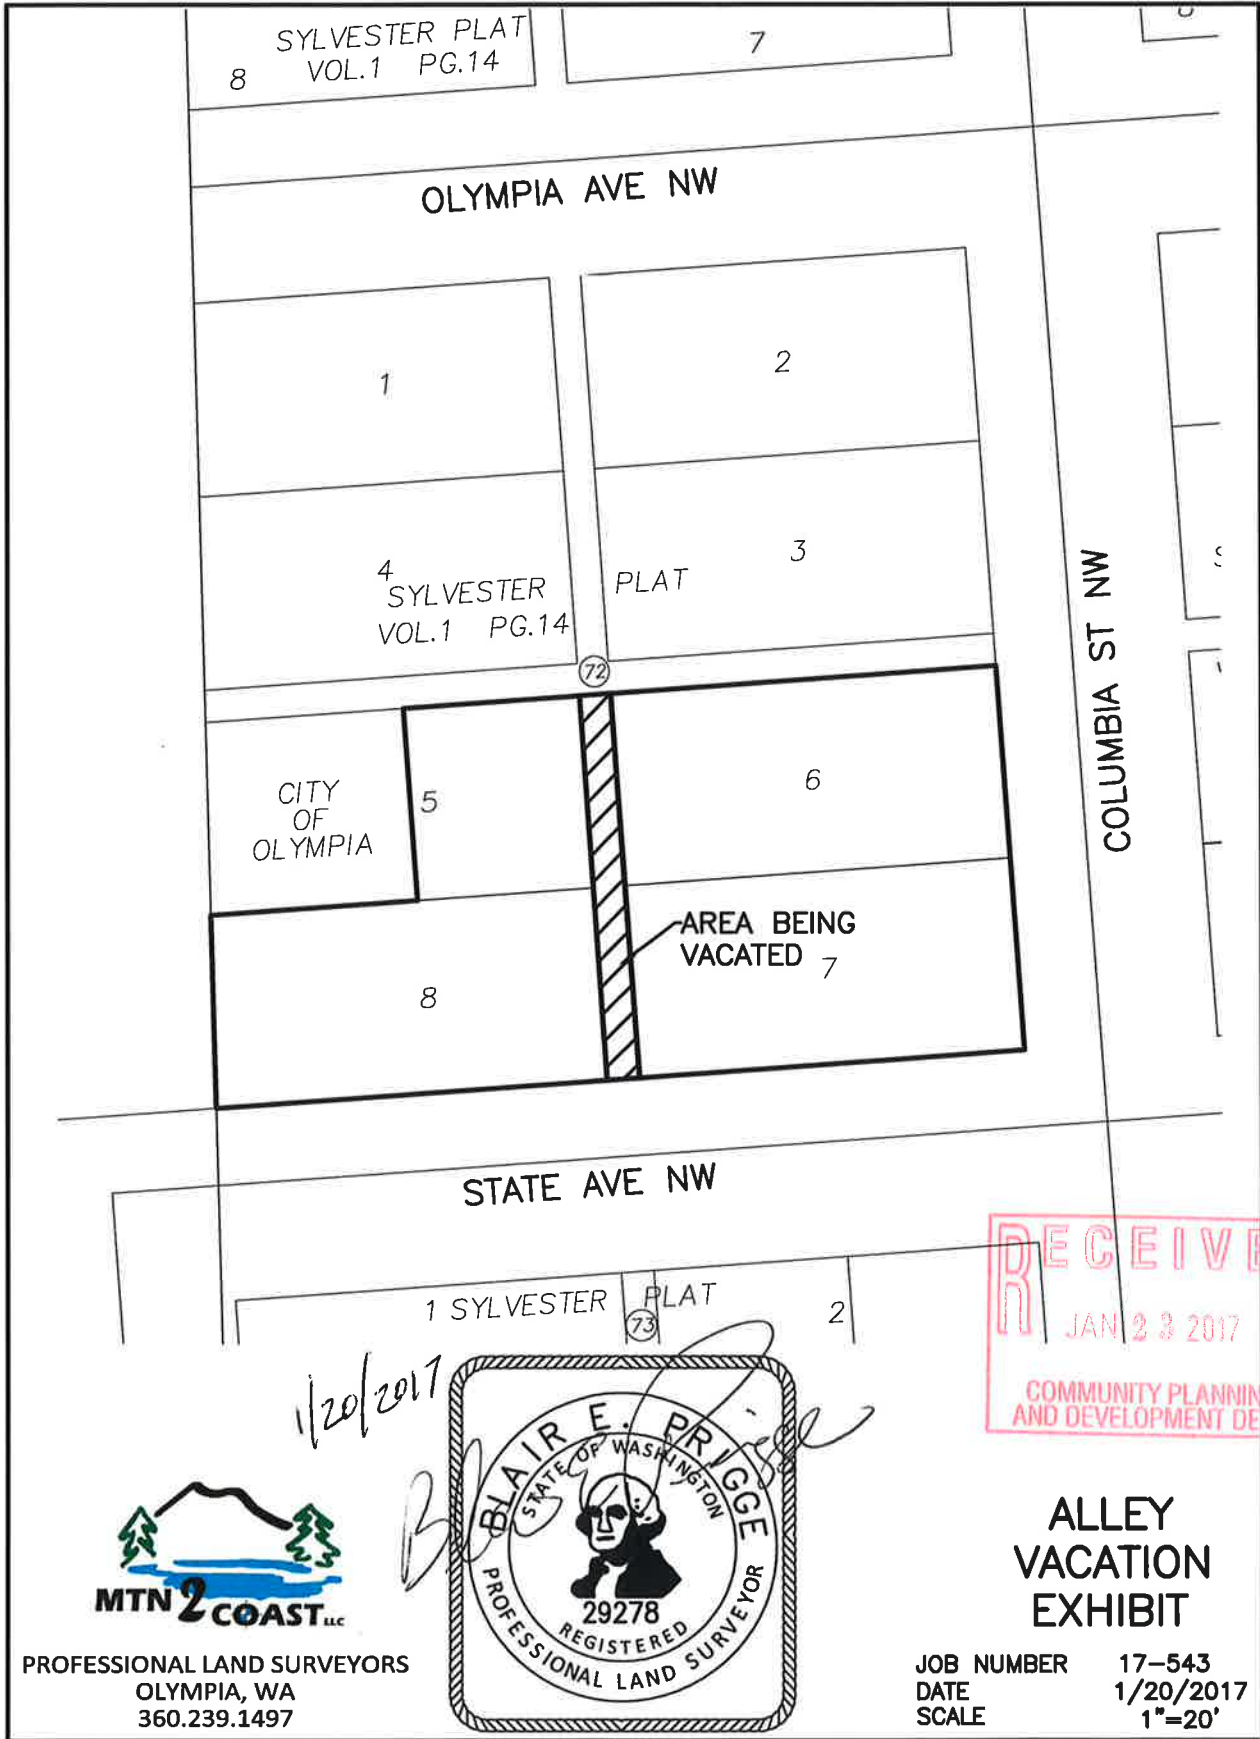 SYLVESTER PLAT
VOL.1 PG.14
8
7
OLYMPIA AVE NW
1
2
3
4
SYLVESTER PLAT
VOL.1 PG.14
72
COLUMBIA ST NW
CITY
OF
OLYMPIA
5
6
AREA BEING
VACATED
7
8
STATE AVE NW
1 SYLVESTER PLAT
2
73
RECEIVE
JAN 23 2017
COMMUNITY PLANNIN
AND DEVELOPMENT DE
1/20/2017
BLAIR E. PRIGGE
STATE OF WASHINGTON
29278
REGISTERED
PROFESSIONAL LAND SURVEYOR
MTN 2 COAST LLC
PROFESSIONAL LAND SURVEYORS
OLYMPIA, WA
360.239.1497
ALLEY
VACATION
EXHIBIT
JOB NUMBER 17-543
DATE 1/20/2017
SCALE 1"=20'